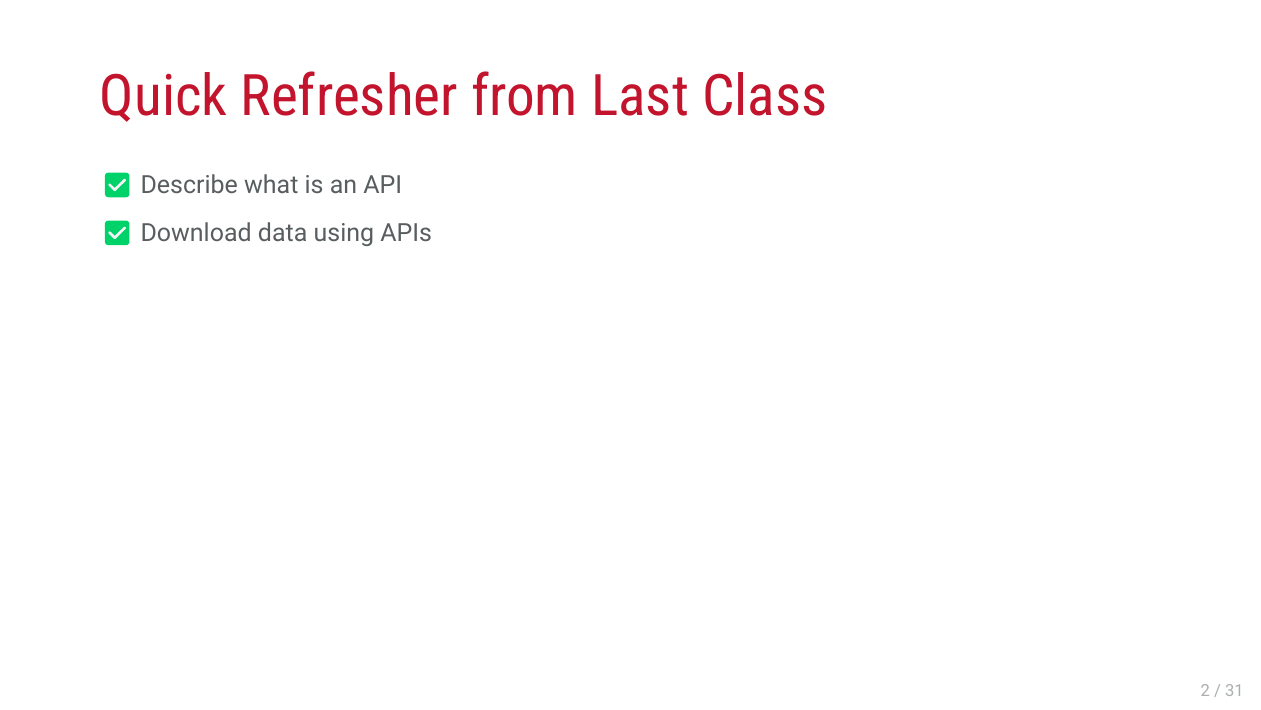 Quick Refresher from Last Class
✅ Describe what is an API
✅ Download data using APIs
2 / 31